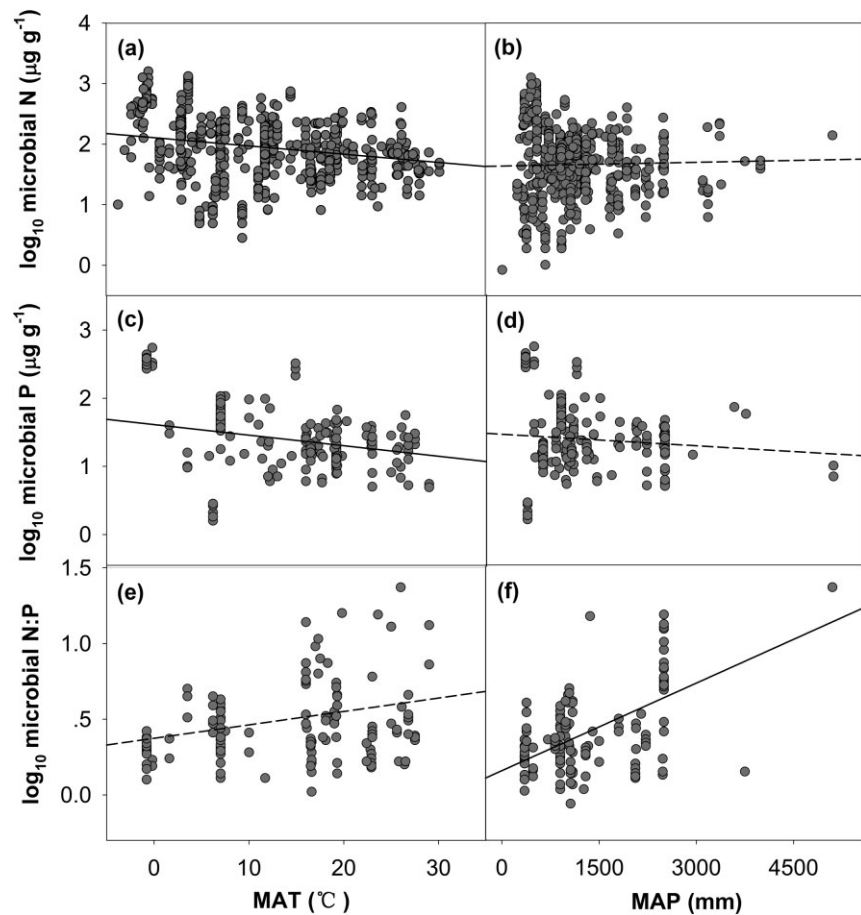 (a) (b)
log₁₀ microbial N (μg g⁻¹)
4
3
2
1
0
(c) (d)
log₁₀ microbial P (μg g⁻¹)
3
2
1
0
(e) (f)
log₁₀ microbial N:P
1.5
1.0
.5
0.0
0 10 20 30 0 1500 3000 4500
MAT (℃) MAP (mm)